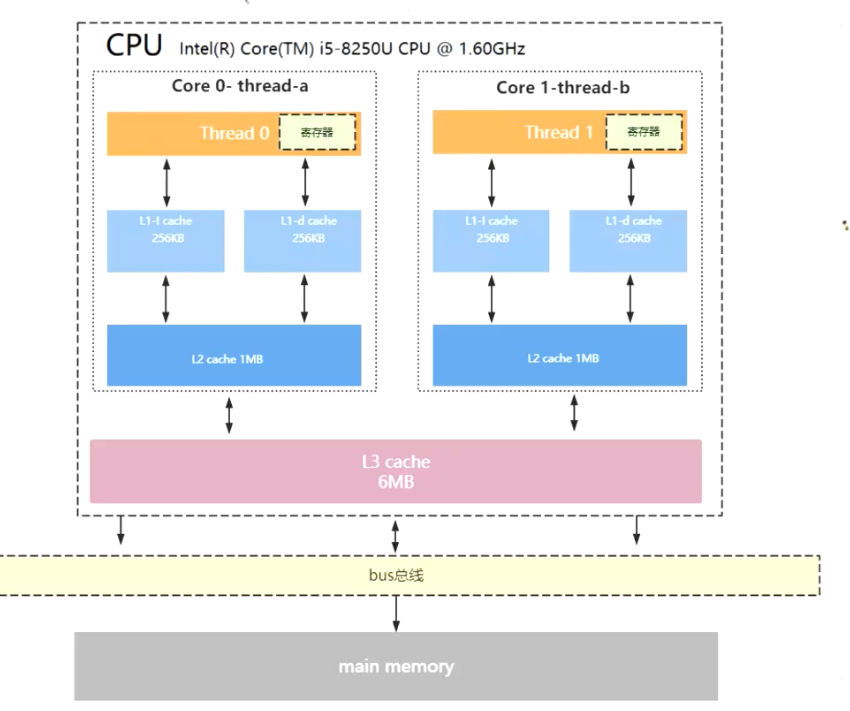 CPU Intel(R) Core(TM) i5-8250U CPU @ 1.60GHz
Core 0- thread-a
Core 1-thread-b
Thread 0 寄存器
Thread 1 寄存器
L1-I cache
256KB
L1-d cache
256KB
L1-I cache
256KB
L1-d cache
256KB
L2 cache 1MB
L2 cache 1MB
L3 cache
6MB
bus总线
main memory